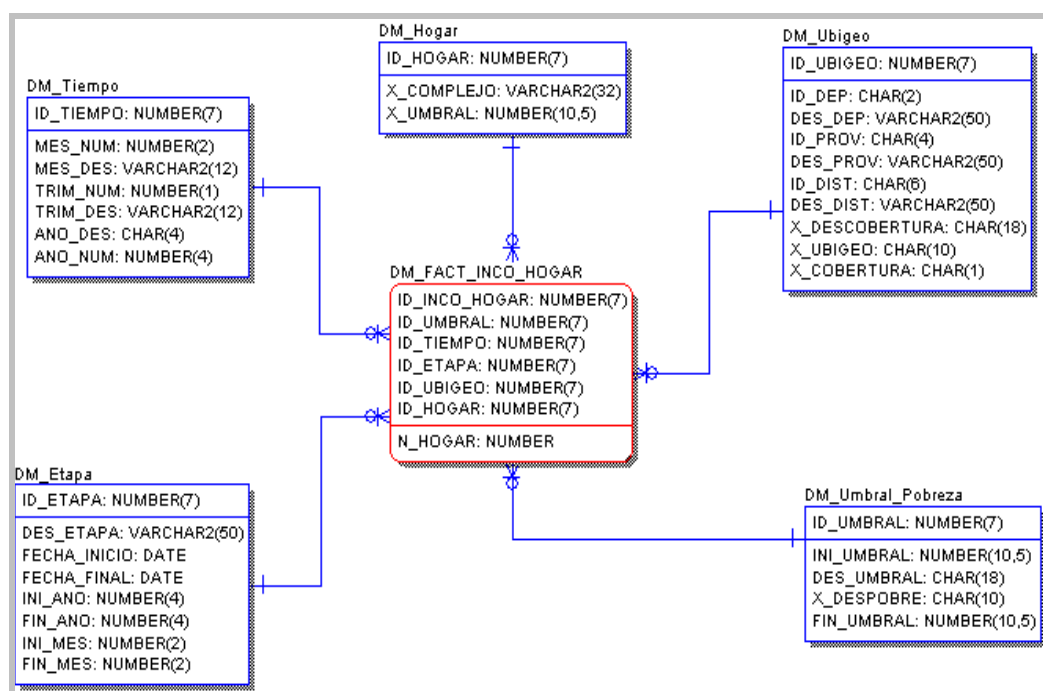 DM_Hogar
ID_HOGAR: NUMBER(7)
X_COMPLEJO: VARCHAR2(32)
X_UMBRAL: NUMBER(10,5)
DM_Ubigeo
ID_UBIGEO: NUMBER(7)
ID_DEP: CHAR(2)
DES_DEP: VARCHAR2(50)
ID_PROV: CHAR(4)
DES_PROV: VARCHAR2(50)
ID_DIST: CHAR(6)
DES_DIST: VARCHAR2(50)
X_DESCOBERTURA: CHAR(18)
X_UBIGEO: CHAR(10)
X_COBERTURA: CHAR(1)
DM_Tiempo
ID_TIEMPO: NUMBER(7)
MES_NUM: NUMBER(2)
MES_DES: VARCHAR2(12)
TRIM_NUM: NUMBER(1)
TRIM_DES: VARCHAR2(12)
ANO_DES: CHAR(4)
ANO_NUM: NUMBER(4)
DM_FACT_INCO_HOGAR
ID_INCO_HOGAR: NUMBER(7)
ID_UMBRAL: NUMBER(7)
ID_TIEMPO: NUMBER(7)
ID_ETAPA: NUMBER(7)
ID_UBIGEO: NUMBER(7)
ID_HOGAR: NUMBER(7)
N_HOGAR: NUMBER
DM_Etapa
ID_ETAPA: NUMBER(7)
DES_ETAPA: VARCHAR2(50)
FECHA_INICIO: DATE
FECHA_FINAL: DATE
INI_ANO: NUMBER(4)
FIN_ANO: NUMBER(4)
INI_MES: NUMBER(2)
FIN_MES: NUMBER(2)
DM_Umbral_Pobreza
ID_UMBRAL: NUMBER(7)
INI_UMBRAL: NUMBER(10,5)
DES_UMBRAL: CHAR(18)
X_DESPOBRE: CHAR(10)
FIN_UMBRAL: NUMBER(10,5)